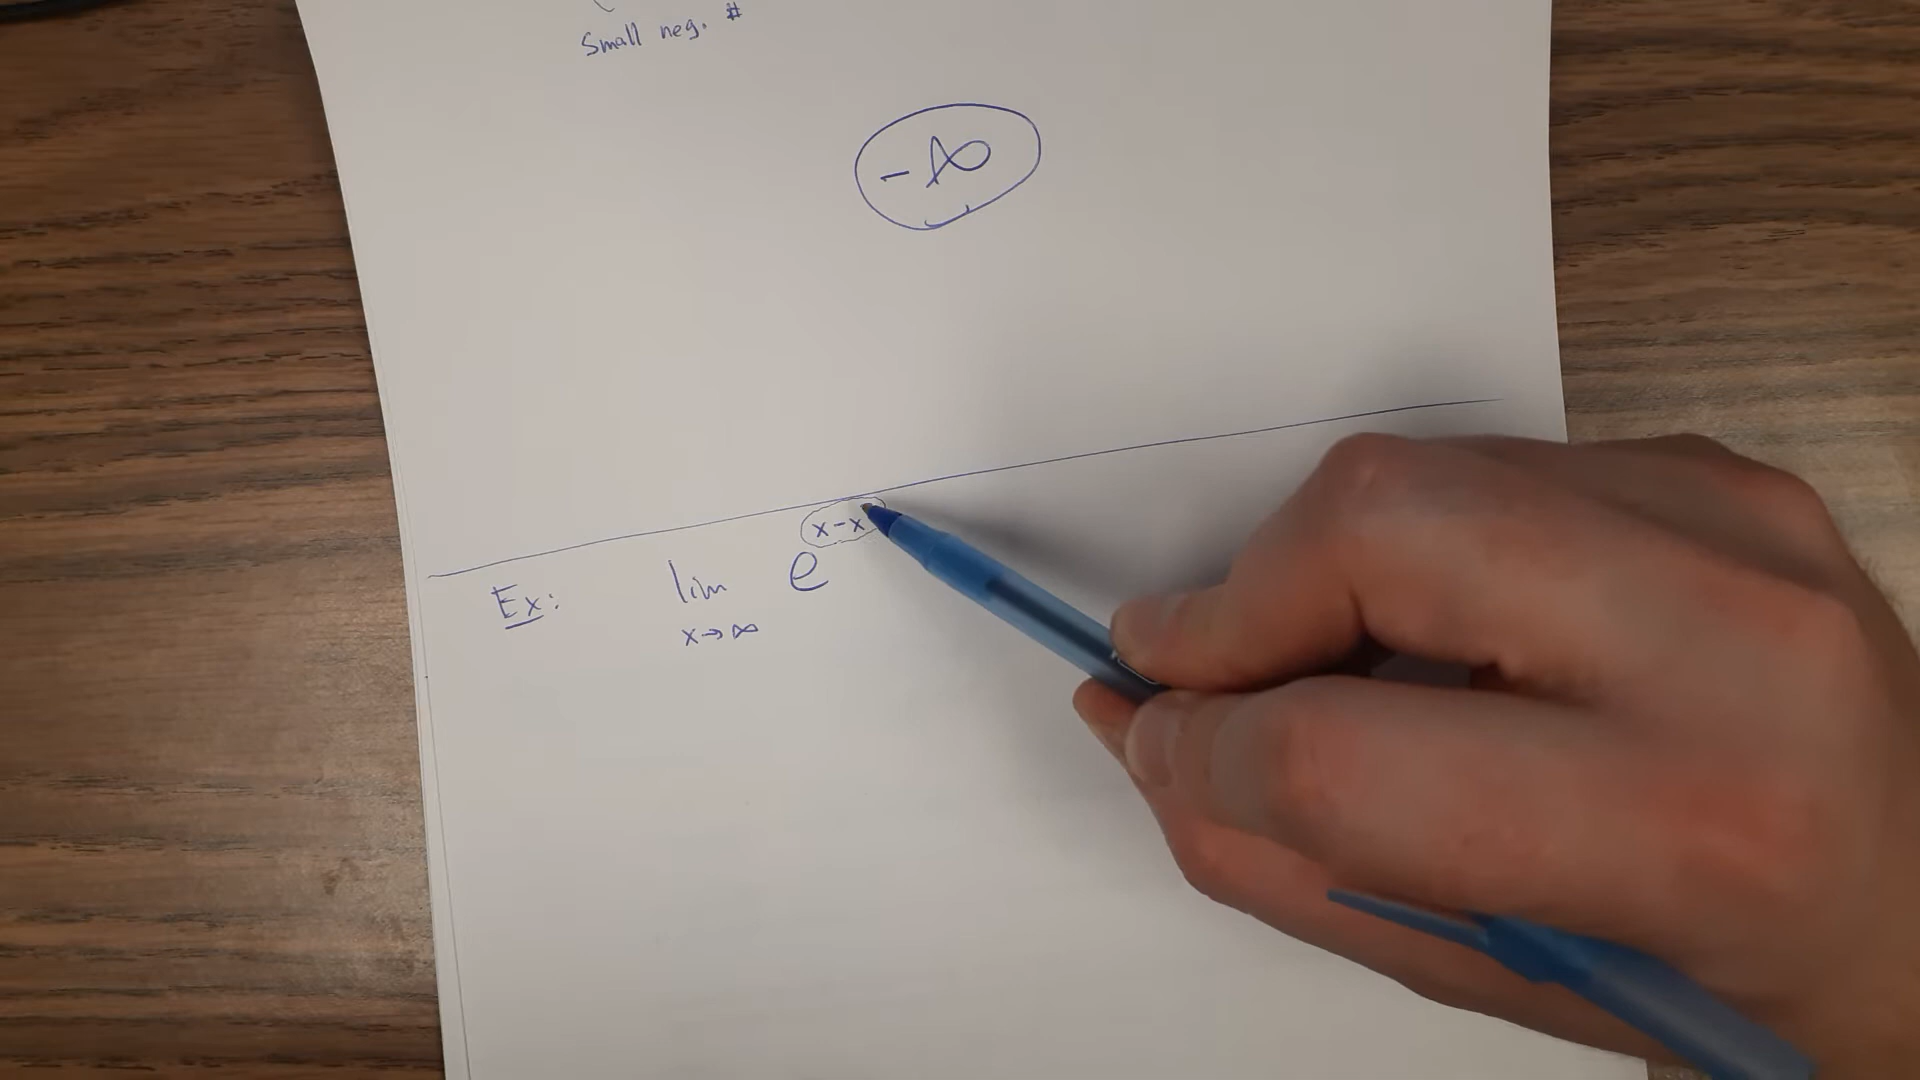 Small neg. #
-∞
Ex: lim e^x-x
x→∞